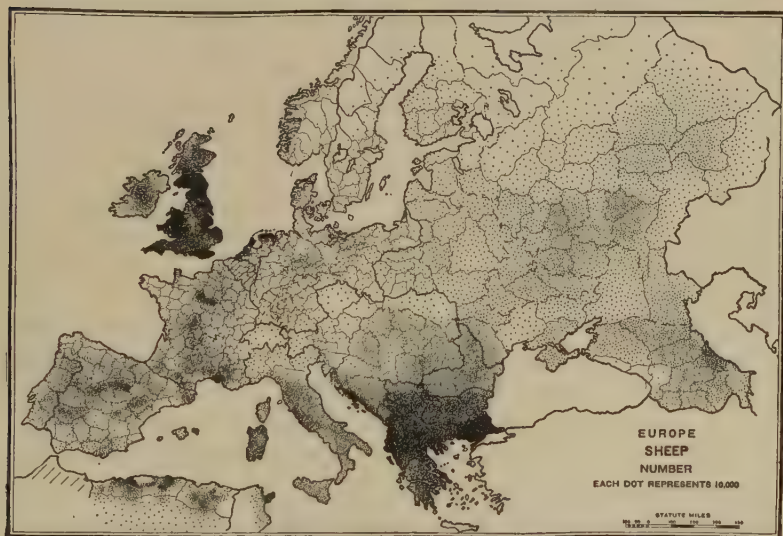 EUROPE
SHEEP
NUMBER
EACH DOT REPRESENTS 10,000
STATUTE MILES